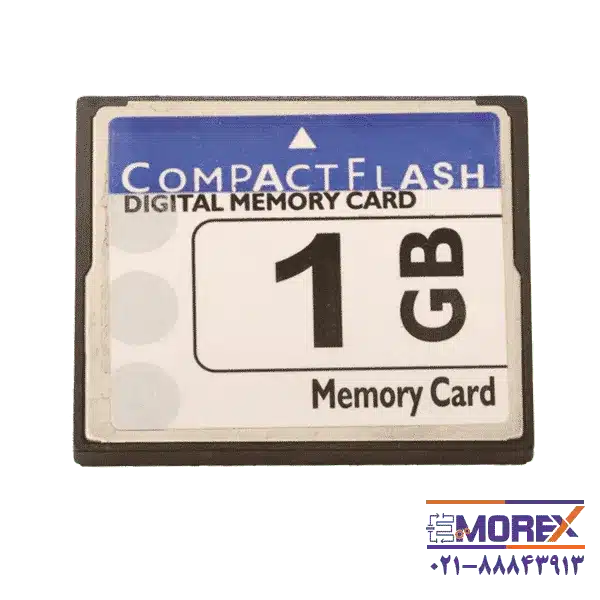 COMPACTFLASH
DIGITAL MEMORY CARD
1 GB
Memory Card
MOREX
۰۲۱-۸۸۸۴۳۹۱۳